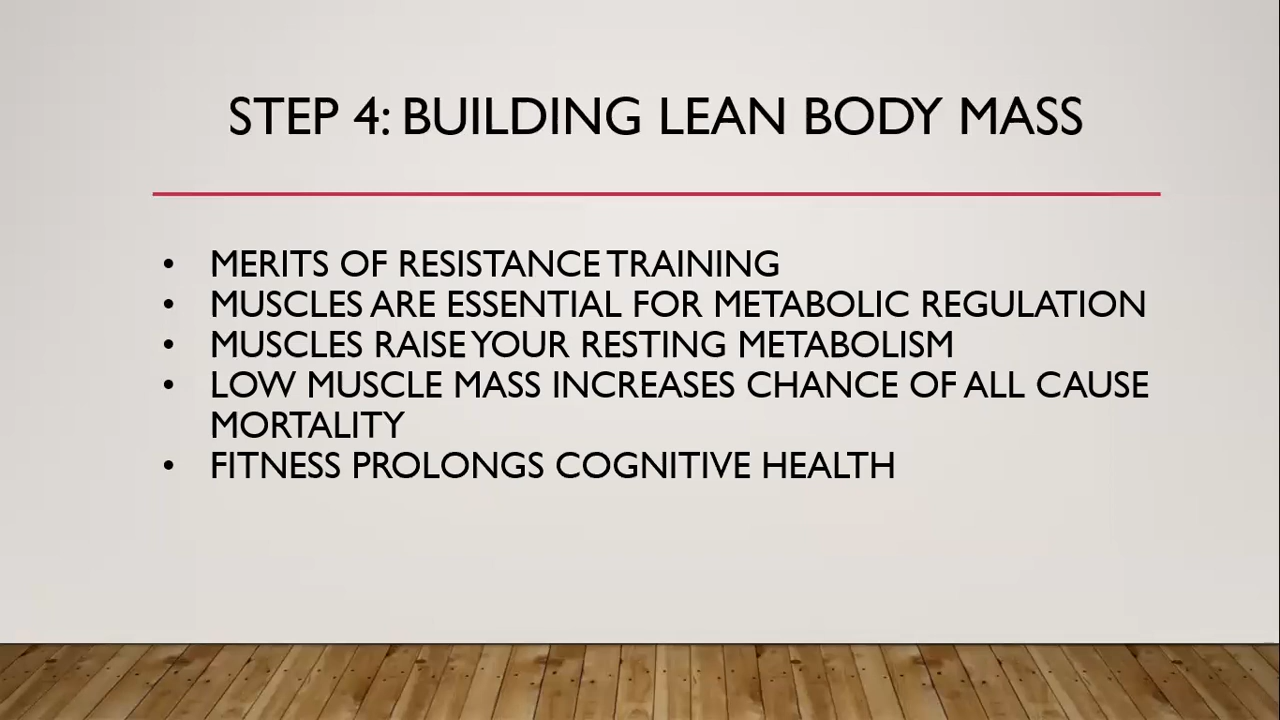 STEP 4: BUILDING LEAN BODY MASS
• MERITS OF RESISTANCE TRAINING
• MUSCLES ARE ESSENTIAL FOR METABOLIC REGULATION
• MUSCLES RAISE YOUR RESTING METABOLISM
• LOW MUSCLE MASS INCREASES CHANCE OF ALL CAUSE
MORTALITY
• FITNESS PROLONGS COGNITIVE HEALTH